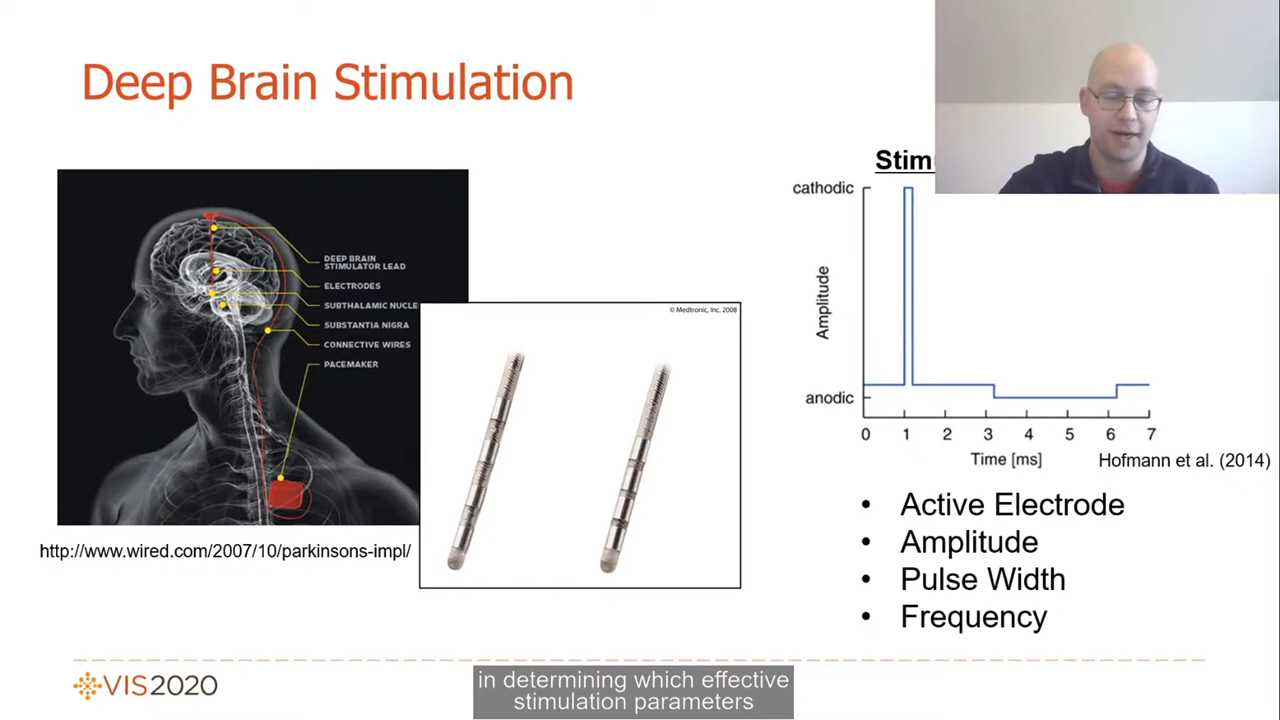 Deep Brain Stimulation
DEEP BRAIN
STIMULATOR LEAD
ELECTRODES
SUBTHALAMIC NUCLE
SUBSTANTIA NIGRA
CONNECTIVE WIRES
PACEMAKER
http://www.wired.com/2007/10/parkinsons-impl/
© Medtronic, Inc. 2008
Stim
cathodic
Amplitude
anodic
0 1 2 3 4 5 6 7
Time [ms]
Hofmann et al. (2014)
• Active Electrode
• Amplitude
• Pulse Width
• Frequency
VIS2020
in determining which effective
stimulation parameters